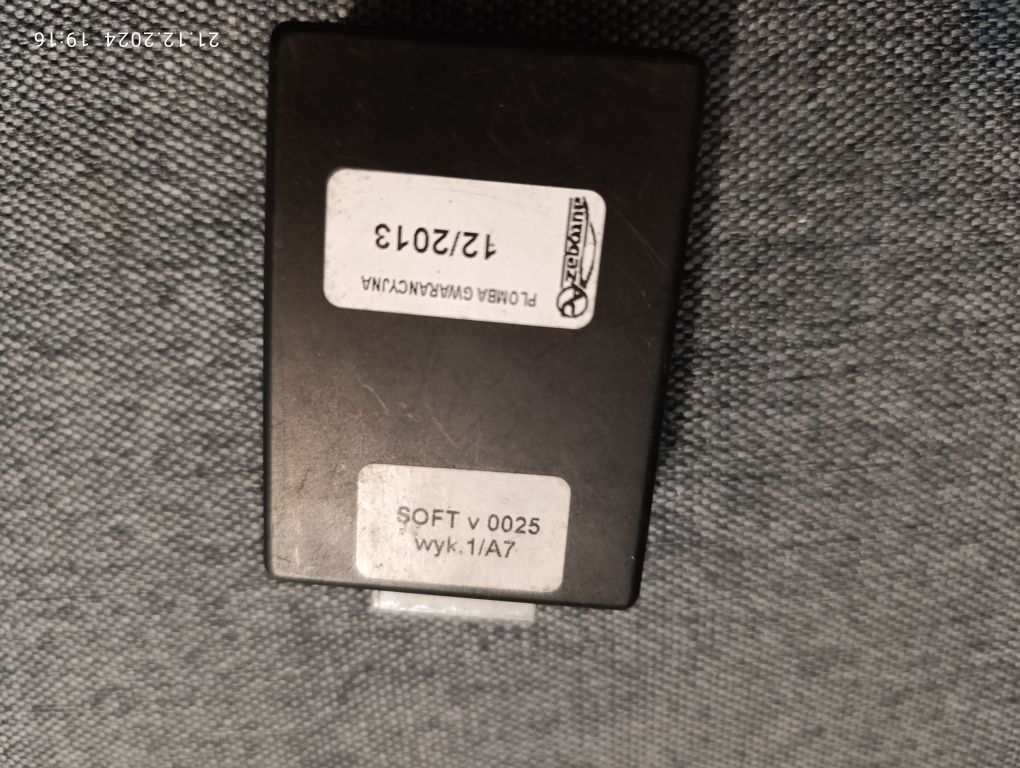 21.12.2024 19:16
PLOMBA GWARANCYJNA
12/2013
SOFT v 0025
wyk.1/A7